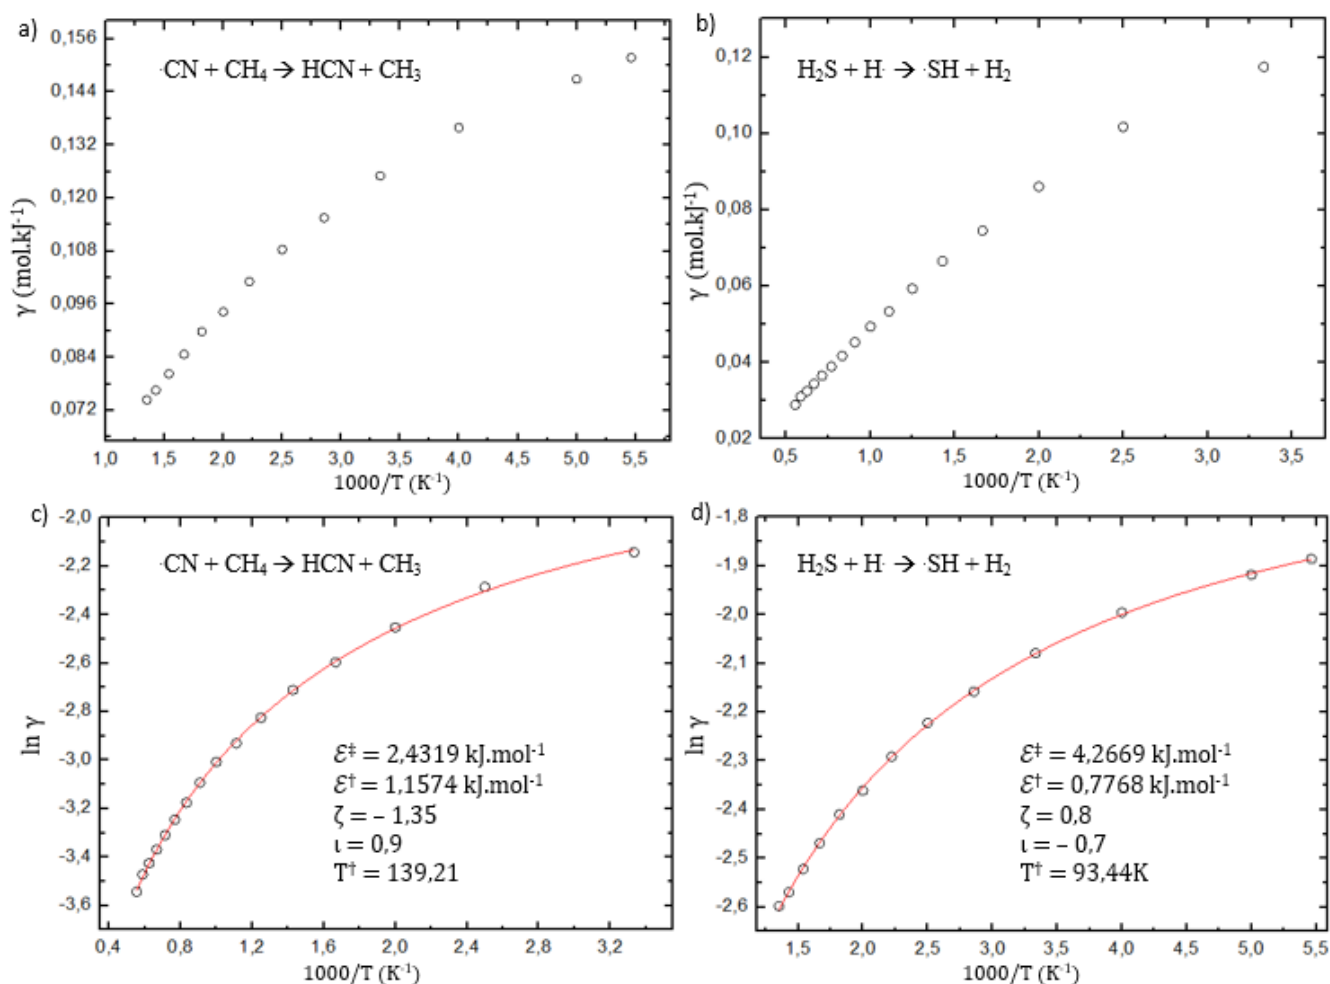 a)
·CN + CH₄ → HCN + CH₃
0,156
0,144
0,132
0,120
0,108
0,096
0,084
0,072
γ (mol.kJ⁻¹)
1,0 1,5 2,0 2,5 3,0 3,5 4,0 4,5 5,0 5,5
1000/T (K⁻¹)
b)
H₂S + H· → ·SH + H₂
0,12
0,10
0,08
0,06
0,04
0,02
γ (mol.kJ⁻¹)
0,5 1,0 1,5 2,0 2,5 3,0 3,5
1000/T (K⁻¹)
c)
·CN + CH₄ → HCN + CH₃
-2,0
-2,2
-2,4
-2,6
-2,8
-3,0
-3,2
-3,4
-3,6
ln γ
ℰ‡ = 2,4319 kJ.mol⁻¹
ℰ† = 1,1574 kJ.mol⁻¹
ζ = – 1,35
ι = 0,9
T† = 139,21
0,4 0,8 1,2 1,6 2,0 2,4 2,8 3,2
1000/T (K⁻¹)
d)
H₂S + H· → ·SH + H₂
-1,8
-1,9
-2,0
-2,1
-2,2
-2,3
-2,4
-2,5
-2,6
ln γ
ℰ‡ = 4,2669 kJ.mol⁻¹
ℰ† = 0,7768 kJ.mol⁻¹
ζ = 0,8
ι = – 0,7
T† = 93,44K
1,5 2,0 2,5 3,0 3,5 4,0 4,5 5,0 5,5
1000/T (K⁻¹)